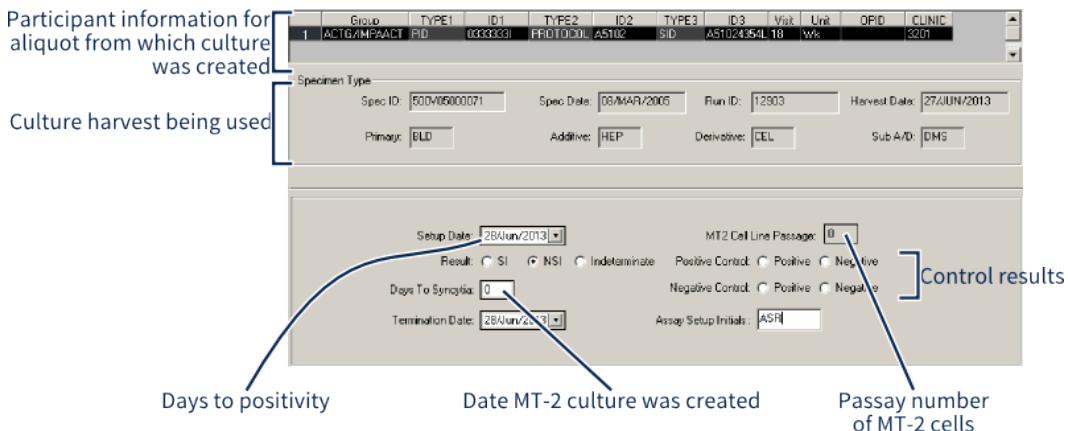 Participant information for
aliquot from which culture
was created
Group TYPE1 ID1 TYPE2 ID2 TYPE3 ID3 Visit Unit OPID CLINIC
1 ACTG/IMPAACT PID 0333333I PROTOCOL A5102 SID A51024354L 18 Wk 3201
Culture harvest being used
Specimen Type
Spec ID: 500V05000071 Spec Date: 08/MAR/2005 Run ID: 12903 Harvest Date: 27/JUN/2013
Primary: BLD Additive: HEP Derivative: CEL Sub A/D: DMS
Setup Date: 28/Jun/2013 MT2 Cell Line Passage: 0
Result: SI NSI Indeterminate Positive Control: Positive Negative
Control results
Days To Syncytia: 0 Negative Control: Positive Negative
Termination Date: 28/Jun/2013 Assay Setup Initials: ASR
Days to positivity
Date MT-2 culture was created
Passay number
of MT-2 cells